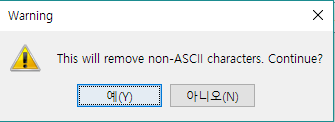 Warning
This will remove non-ASCII characters. Continue?
예(Y) 아니오(N)